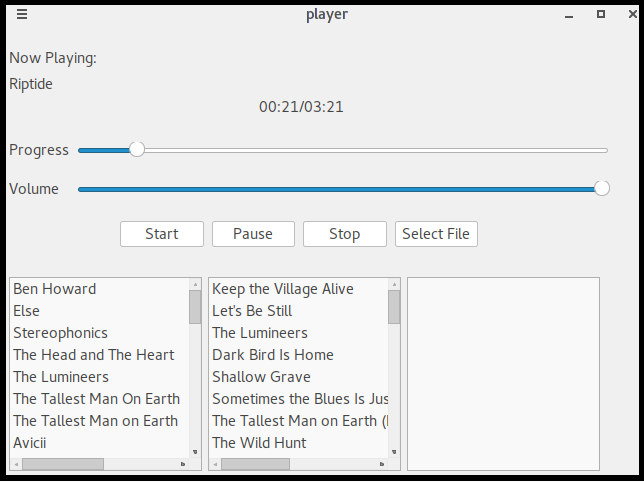 player
Now Playing:
Riptide
00:21/03:21
Progress
Volume
Start Pause Stop Select File
Ben Howard
Else
Stereophonics
The Head and The Heart
The Lumineers
The Tallest Man On Earth
The Tallest Man on Earth
Avicii
Keep the Village Alive
Let's Be Still
The Lumineers
Dark Bird Is Home
Shallow Grave
Sometimes the Blues Is Jus
The Tallest Man on Earth (
The Wild Hunt